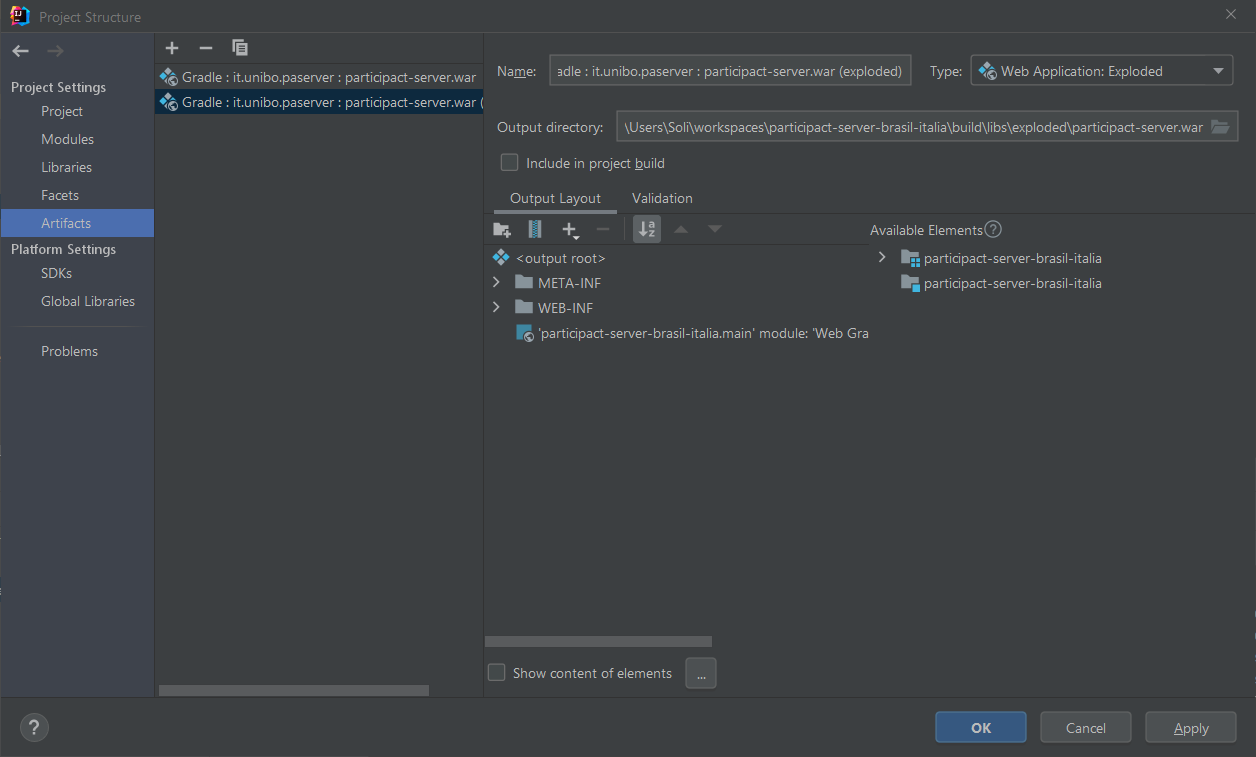 Project Structure
Project Settings
Project
Modules
Libraries
Facets
Artifacts
Platform Settings
SDKs
Global Libraries
Problems
Gradle : it.unibo.paserver : participact-server.war
Gradle : it.unibo.paserver : participact-server.war (
Name: adle : it.unibo.paserver : participact-server.war (exploded) Type: Web Application: Exploded
Output directory: \Users\Soli\workspaces\participact-server-brasil-italia\build\libs\exploded\participact-server.war
Include in project build
Output Layout Validation
Available Elements ?
<output root>
META-INF
WEB-INF
'participact-server-brasil-italia.main' module: 'Web Gra
participact-server-brasil-italia
participact-server-brasil-italia
Show content of elements ...
? OK Cancel Apply